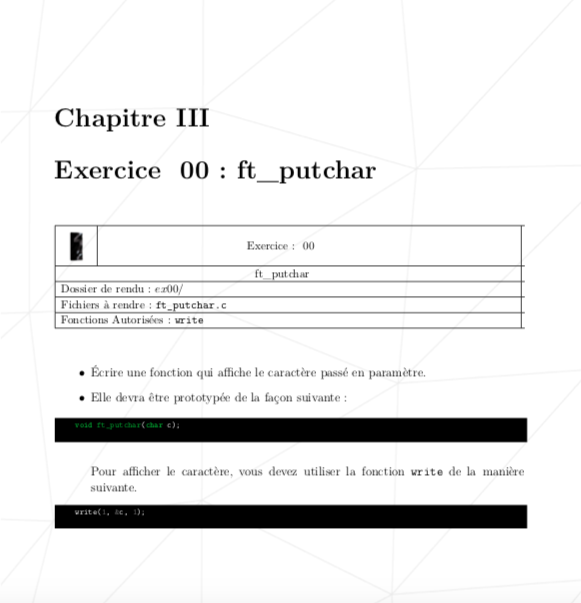 Chapitre III
Exercice 00 : ft_putchar
Exercice : 00
ft_putchar
Dossier de rendu : ex00/
Fichiers à rendre : ft_putchar.c
Fonctions Autorisées : write
• Écrire une fonction qui affiche le caractère passé en paramètre.
• Elle devra être prototypée de la façon suivante :
void ft_putchar(char c);
Pour afficher le caractère, vous devez utiliser la fonction write de la manière
suivante.
write(1, &c, 1);